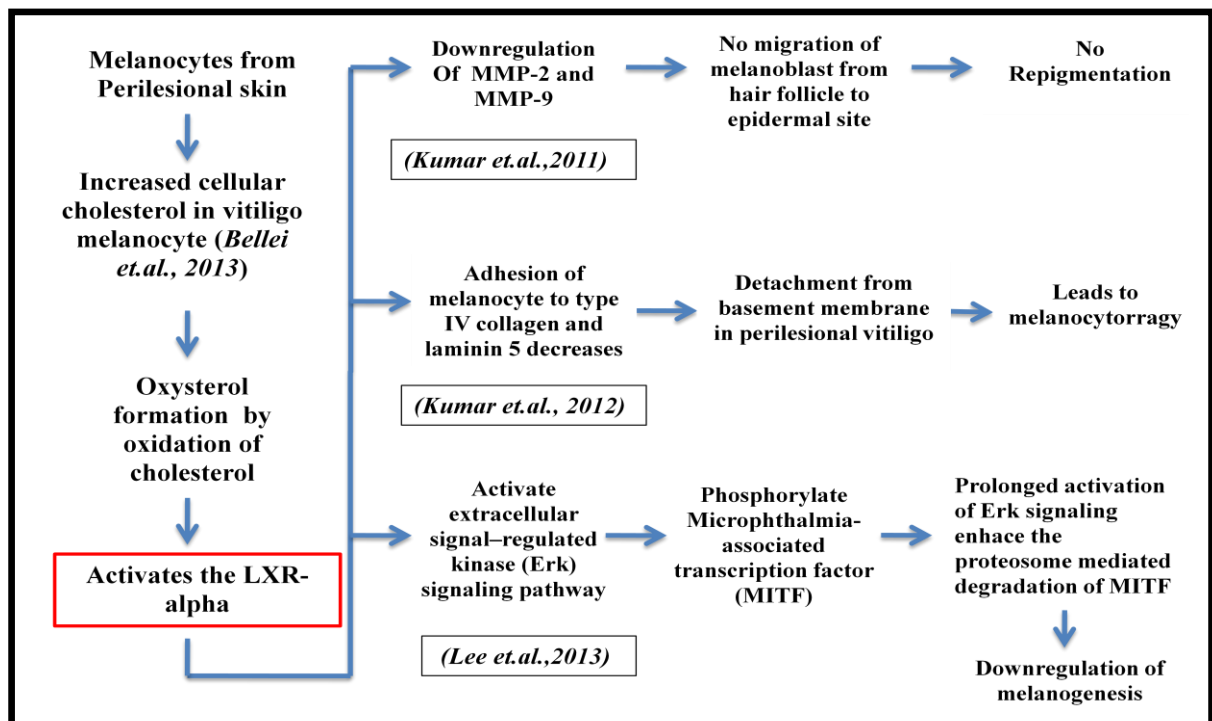 Melanocytes from
Perilesional skin
Increased cellular
cholesterol in vitiligo
melanocyte (Bellei
et.al., 2013)
Oxysterol
formation by
oxidation of
cholesterol
Activates the LXR-
alpha
Downregulation
Of MMP-2 and
MMP-9
(Kumar et.al.,2011)
No migration of
melanoblast from
hair follicle to
epidermal site
No
Repigmentation
Adhesion of
melanocyte to type
IV collagen and
laminin 5 decreases
(Kumar et.al., 2012)
Detachment from
basement membrane
in perilesional vitiligo
Leads to
melanocytorragy
Activate
extracellular
signal–regulated
kinase (Erk)
signaling pathway
(Lee et.al.,2013)
Phosphorylate
Microphthalmia-
associated
transcription factor
(MITF)
Prolonged activation
of Erk signaling
enhace the
proteosome mediated
degradation of MITF
Downregulation of
melanogenesis